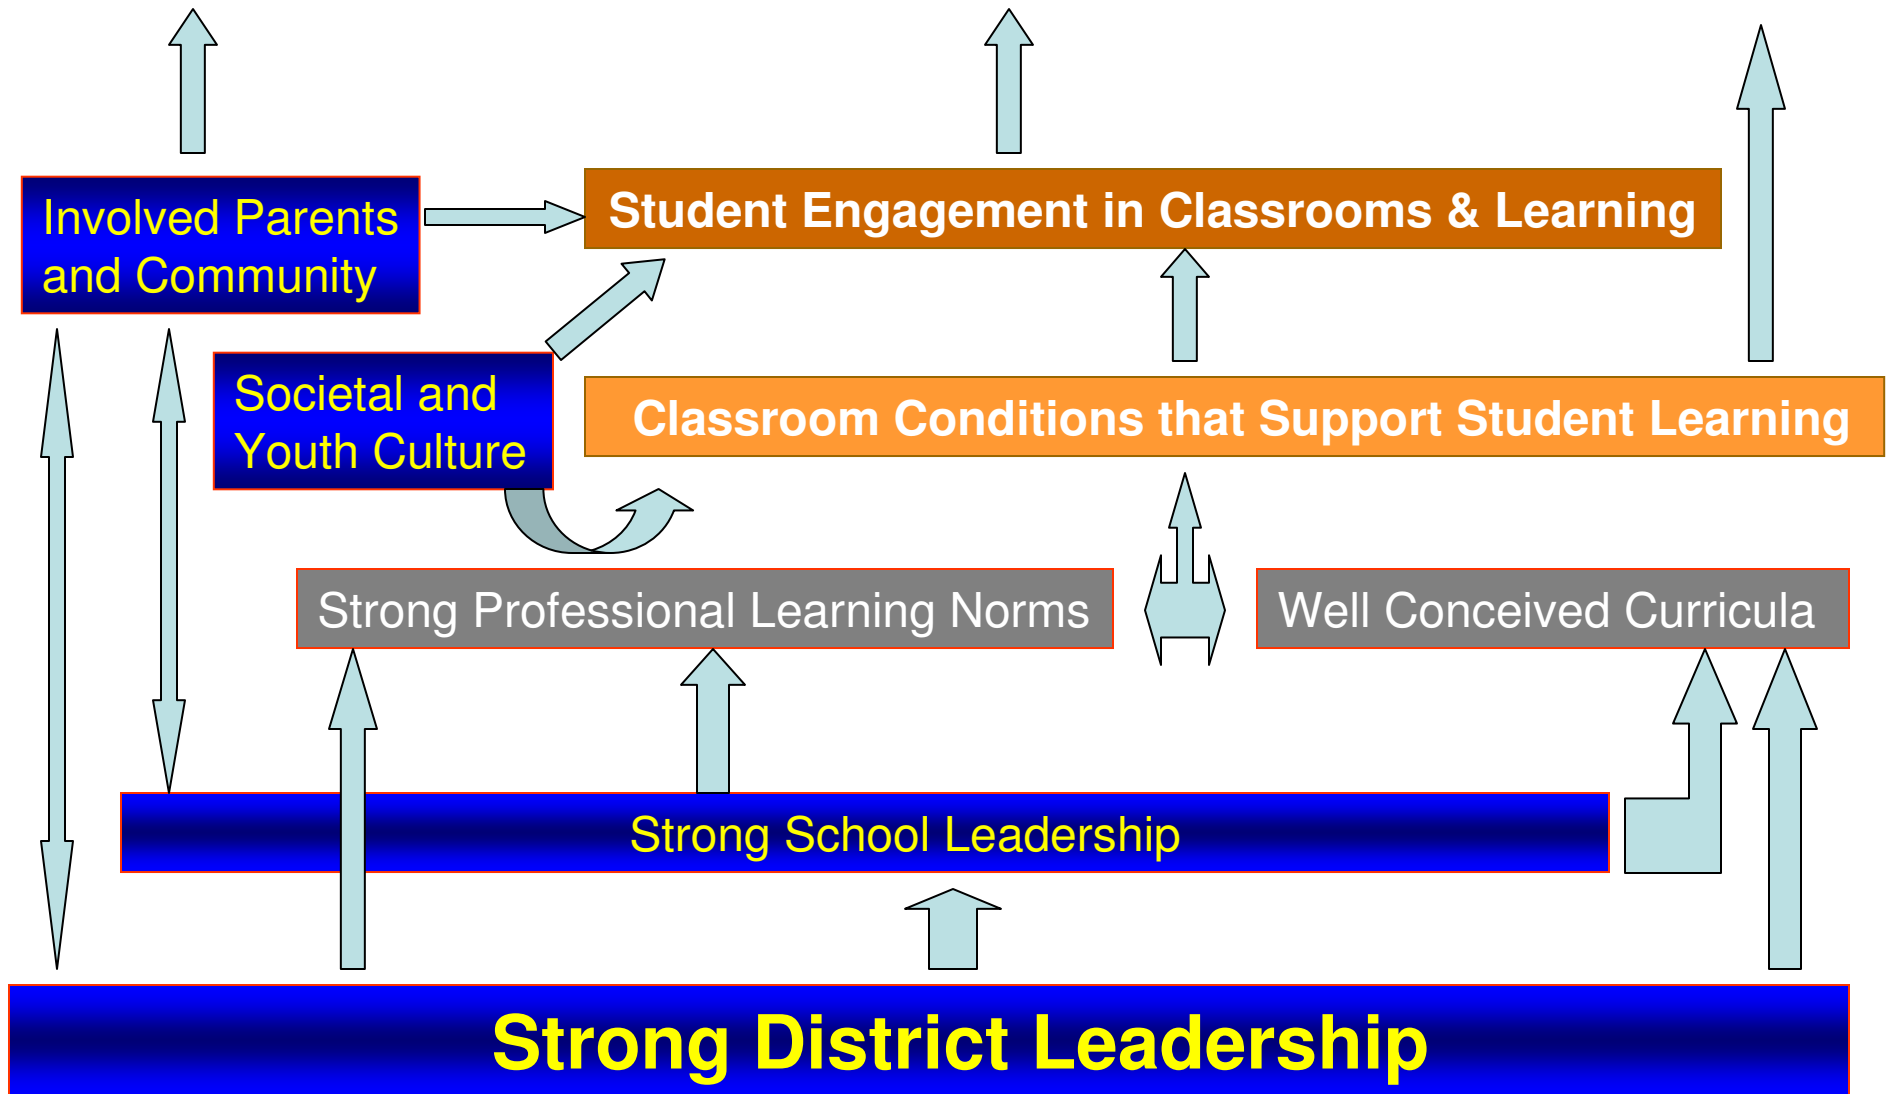 Involved Parents
and Community
Student Engagement in Classrooms & Learning
Societal and
Youth Culture
Classroom Conditions that Support Student Learning
Strong Professional Learning Norms
Well Conceived Curricula
Strong School Leadership
Strong District Leadership